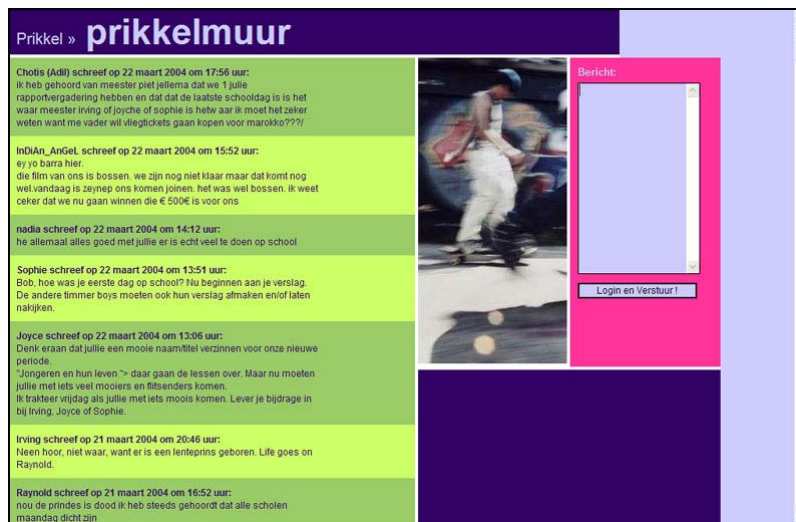 Prikkel » prikkelmuur
Chotis (Adil) schreef op 22 maart 2004 om 17:56 uur:
ik heb gehoord van meester piet jellema dat we 1 julie
rapportvergadering hebben en dat dat de laatste schooldag is is het
waar meester irving of joyche of sophie is hetw aar ik moet het zeker
weten want me vader wil vliegtickets gaan kopen voor marokko???/
InDiAn_AnGeL schreef op 22 maart 2004 om 15:52 uur:
ey yo barra hier.
die film van ons is bossen. we zijn nog niet klaar maar dat komt nog
wel.vandaag is zeynep ons komen joinen. het was wel bossen. ik weet
ceker dat we nu gaan winnen die € 500€ is voor ons
nadia schreef op 22 maart 2004 om 14:12 uur:
he allemaal alles goed met jullie er is echt veel te doen op school
Sophie schreef op 22 maart 2004 om 13:51 uur:
Bob, hoe was je eerste dag op school? Nu beginnen aan je verslag.
De andere timmer boys moeten ook hun verslag afmaken en/of laten
nakijken.
Joyce schreef op 22 maart 2004 om 13:06 uur:
Denk eraan dat jullie een mooie naam/titel verzinnen voor onze nieuwe
periode.
"Jongeren en hun leven "> daar gaan de lessen over. Maar nu moeten
jullie met iets veel mooiers en flitsenders komen.
Ik trakteer vrijdag als jullie met iets moois komen. Lever je bijdrage in
bij Irving, Joyce of Sophie.
Irving schreef op 21 maart 2004 om 20:46 uur:
Neen hoor, niet waar, want er is een lenteprins geboren. Life goes on
Raynold.
Raynold schreef op 21 maart 2004 om 16:52 uur:
nou de prindes is dood ik heb steeds gehoordt dat alle scholen
maandag dicht zijn
Bericht:
Login en Verstuur !